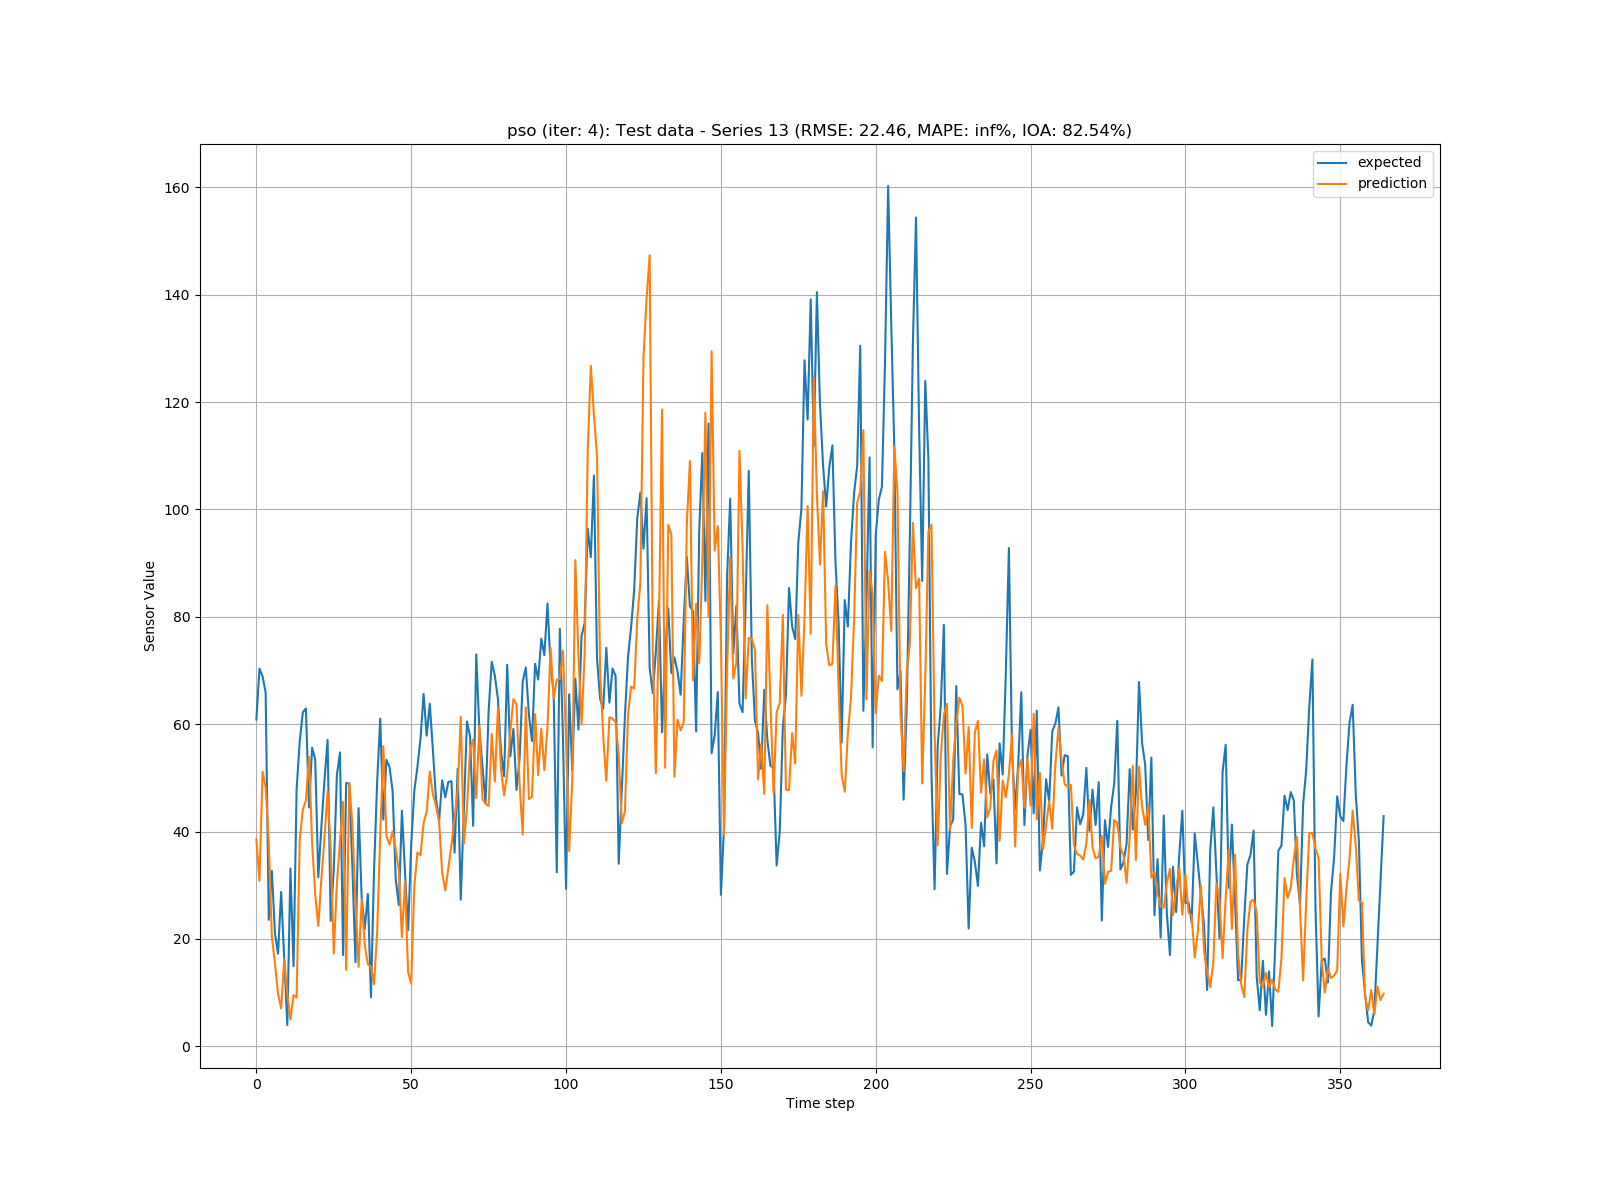 pso (iter: 4): Test data - Series 13 (RMSE: 22.46, MAPE: inf%, IOA: 82.54%)
expected
prediction
160
140
120
100
80
60
40
20
0
Sensor Value
0 50 100 150 200 250 300 350
Time step